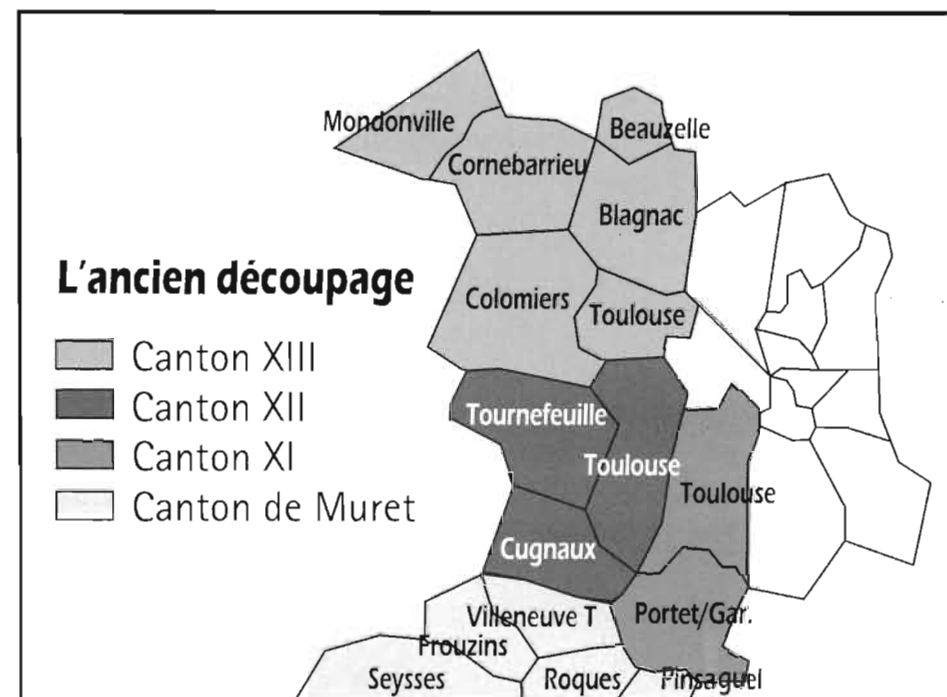 Mondonville
Beauzelle
Cornebarrieu
Blagnac
L'ancien découpage
Colomiers
Toulouse
Canton XIII
Canton XII
Tournefeuille
Canton XI
Toulouse
Toulouse
Canton de Muret
Cugnaux
Villeneuve T
Portet/Gar.
Frouzins
Seysses
Roques
Pinsaguel